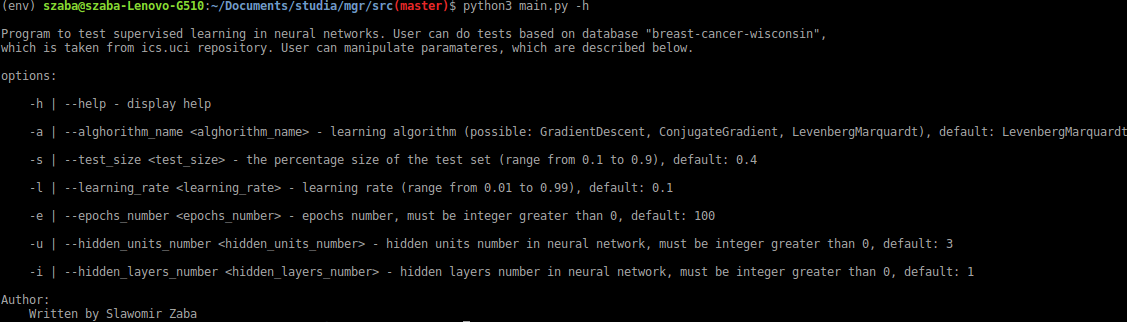 (env) szaba@szaba-Lenovo-G510:~/Documents/studia/mgr/src(master)$ python3 main.py -h
Program to test supervised learning in neural networks. User can do tests based on database "breast-cancer-wisconsin",
which is taken from ics.uci repository. User can manipulate paramateres, which are described below.
options:
-h | --help - display help
-a | --alghorithm_name <alghorithm_name> - learning algorithm (possible: GradientDescent, ConjugateGradient, LevenbergMarquardt), default: LevenbergMarquardt
-s | --test_size <test_size> - the percentage size of the test set (range from 0.1 to 0.9), default: 0.4
-l | --learning_rate <learning_rate> - learning rate (range from 0.01 to 0.99), default: 0.1
-e | --epochs_number <epochs_number> - epochs number, must be integer greater than 0, default: 100
-u | --hidden_units_number <hidden_units_number> - hidden units number in neural network, must be integer greater than 0, default: 3
-i | --hidden_layers_number <hidden_layers_number> - hidden layers number in neural network, must be integer greater than 0, default: 1
Author:
Written by Slawomir Zaba